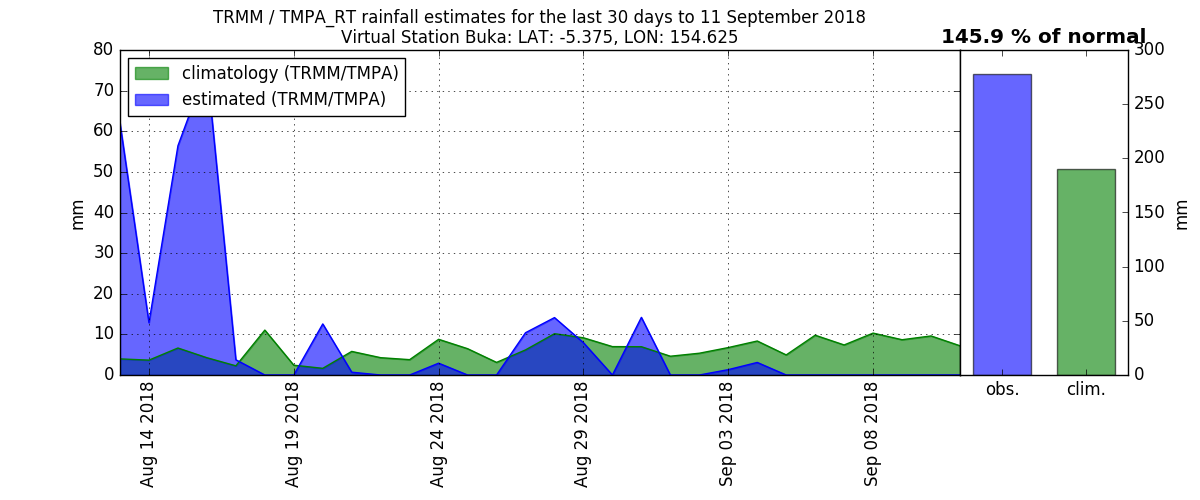 TRMM / TMPA_RT rainfall estimates for the last 30 days to 11 September 2018
Virtual Station Buka: LAT: -5.375, LON: 154.625
145.9 % of normal
climatology (TRMM/TMPA)
estimated (TRMM/TMPA)
80
70
60
50
40
30
20
10
0
mm
Aug 14 2018
Aug 19 2018
Aug 24 2018
Aug 29 2018
Sep 03 2018
Sep 08 2018
300
250
200
150
100
50
0
mm
obs.
clim.